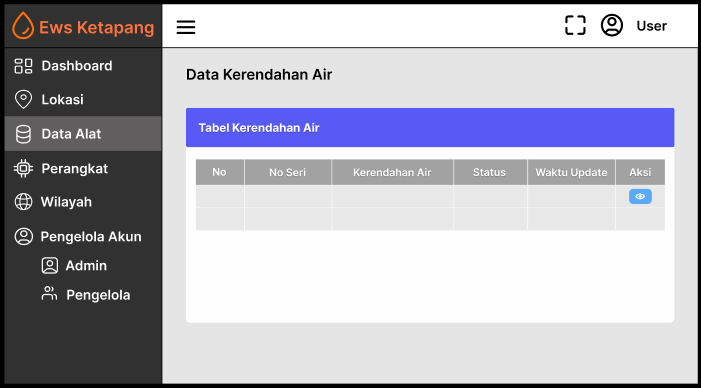 Ews Ketapang
User
Dashboard
Lokasi
Data Alat
Perangkat
Wilayah
Pengelola Akun
Admin
Pengelola
Data Kerendahan Air
Tabel Kerendahan Air
No No Seri Kerendahan Air Status Waktu Update Aksi